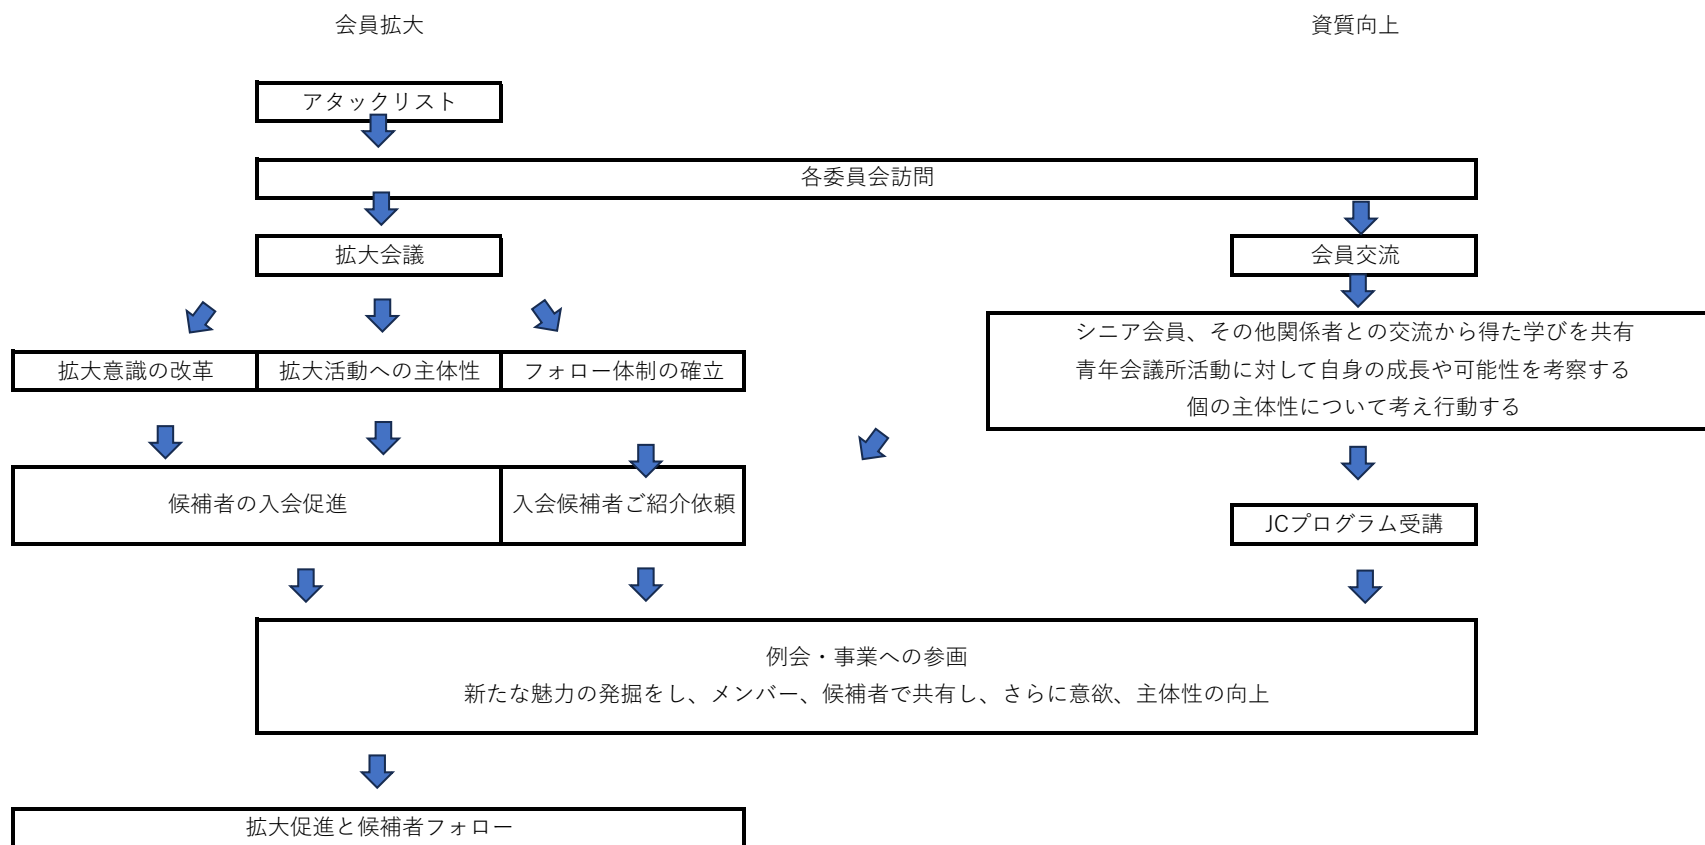 会員拡大
資質向上
アタックリスト
各委員会訪問
拡大会議
会員交流
シニア会員、その他関係者との交流から得た学びを共有
青年会議所活動に対して自身の成長や可能性を考察する
個の主体性について考え行動する
拡大意識の改革
拡大活動への主体性
フォロー体制の確立
候補者の入会促進
入会候補者ご紹介依頼
JCプログラム受講
例会・事業への参画
新たな魅力の発掘をし、メンバー、候補者で共有し、さらに意欲、主体性の向上
拡大促進と候補者フォロー